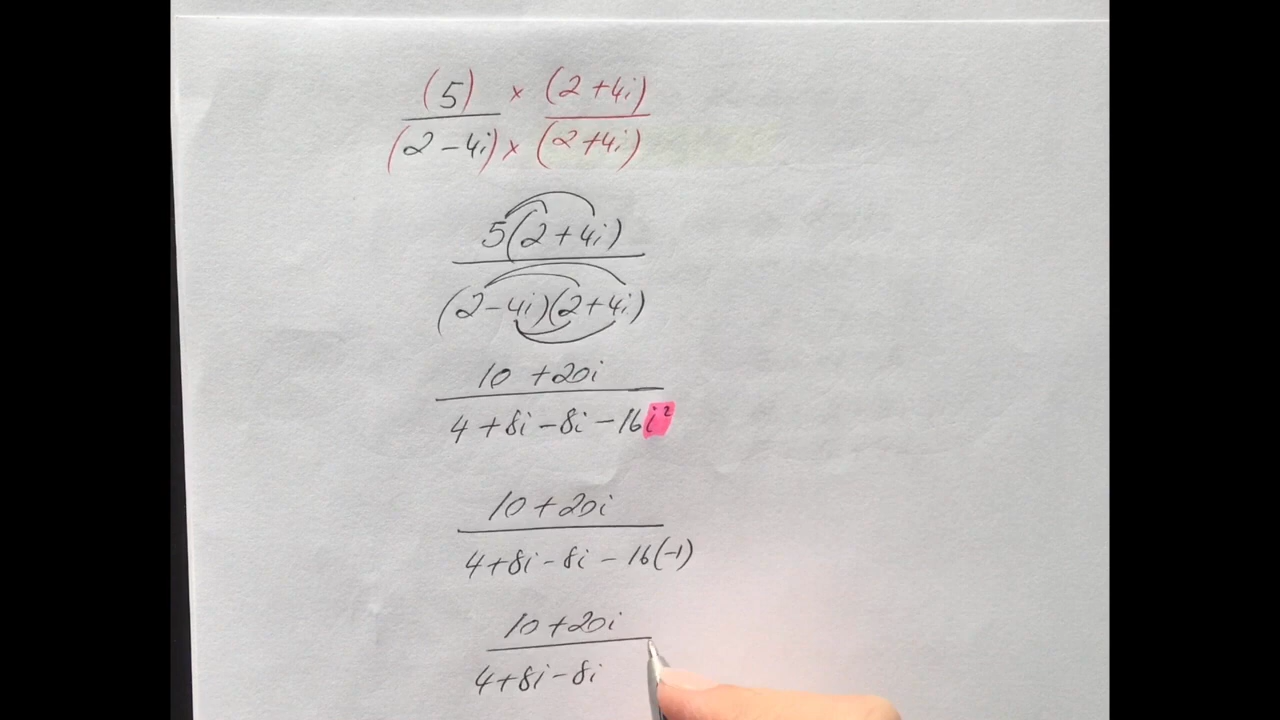 (5) × (2+4i)
(2-4i) × (2+4i)
5(2+4i)
(2-4i)(2+4i)
10 +20i
4+8i-8i-16i²
10+20i
4+8i-8i-16(-1)
10+20i
4+8i-8i